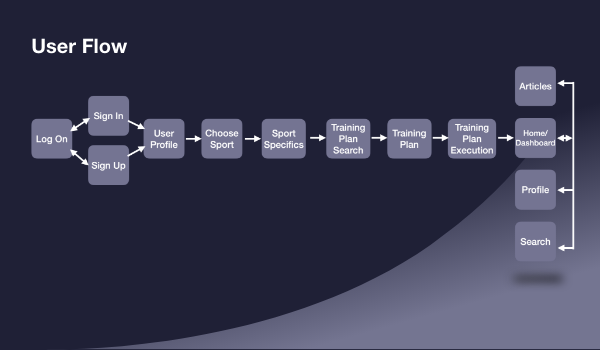 User Flow
Log On
Sign In
Sign Up
User
Profile
Choose
Sport
Sport
Specifics
Training
Plan
Search
Training
Plan
Training
Plan
Execution
Articles
Home/
Dashboard
Profile
Search